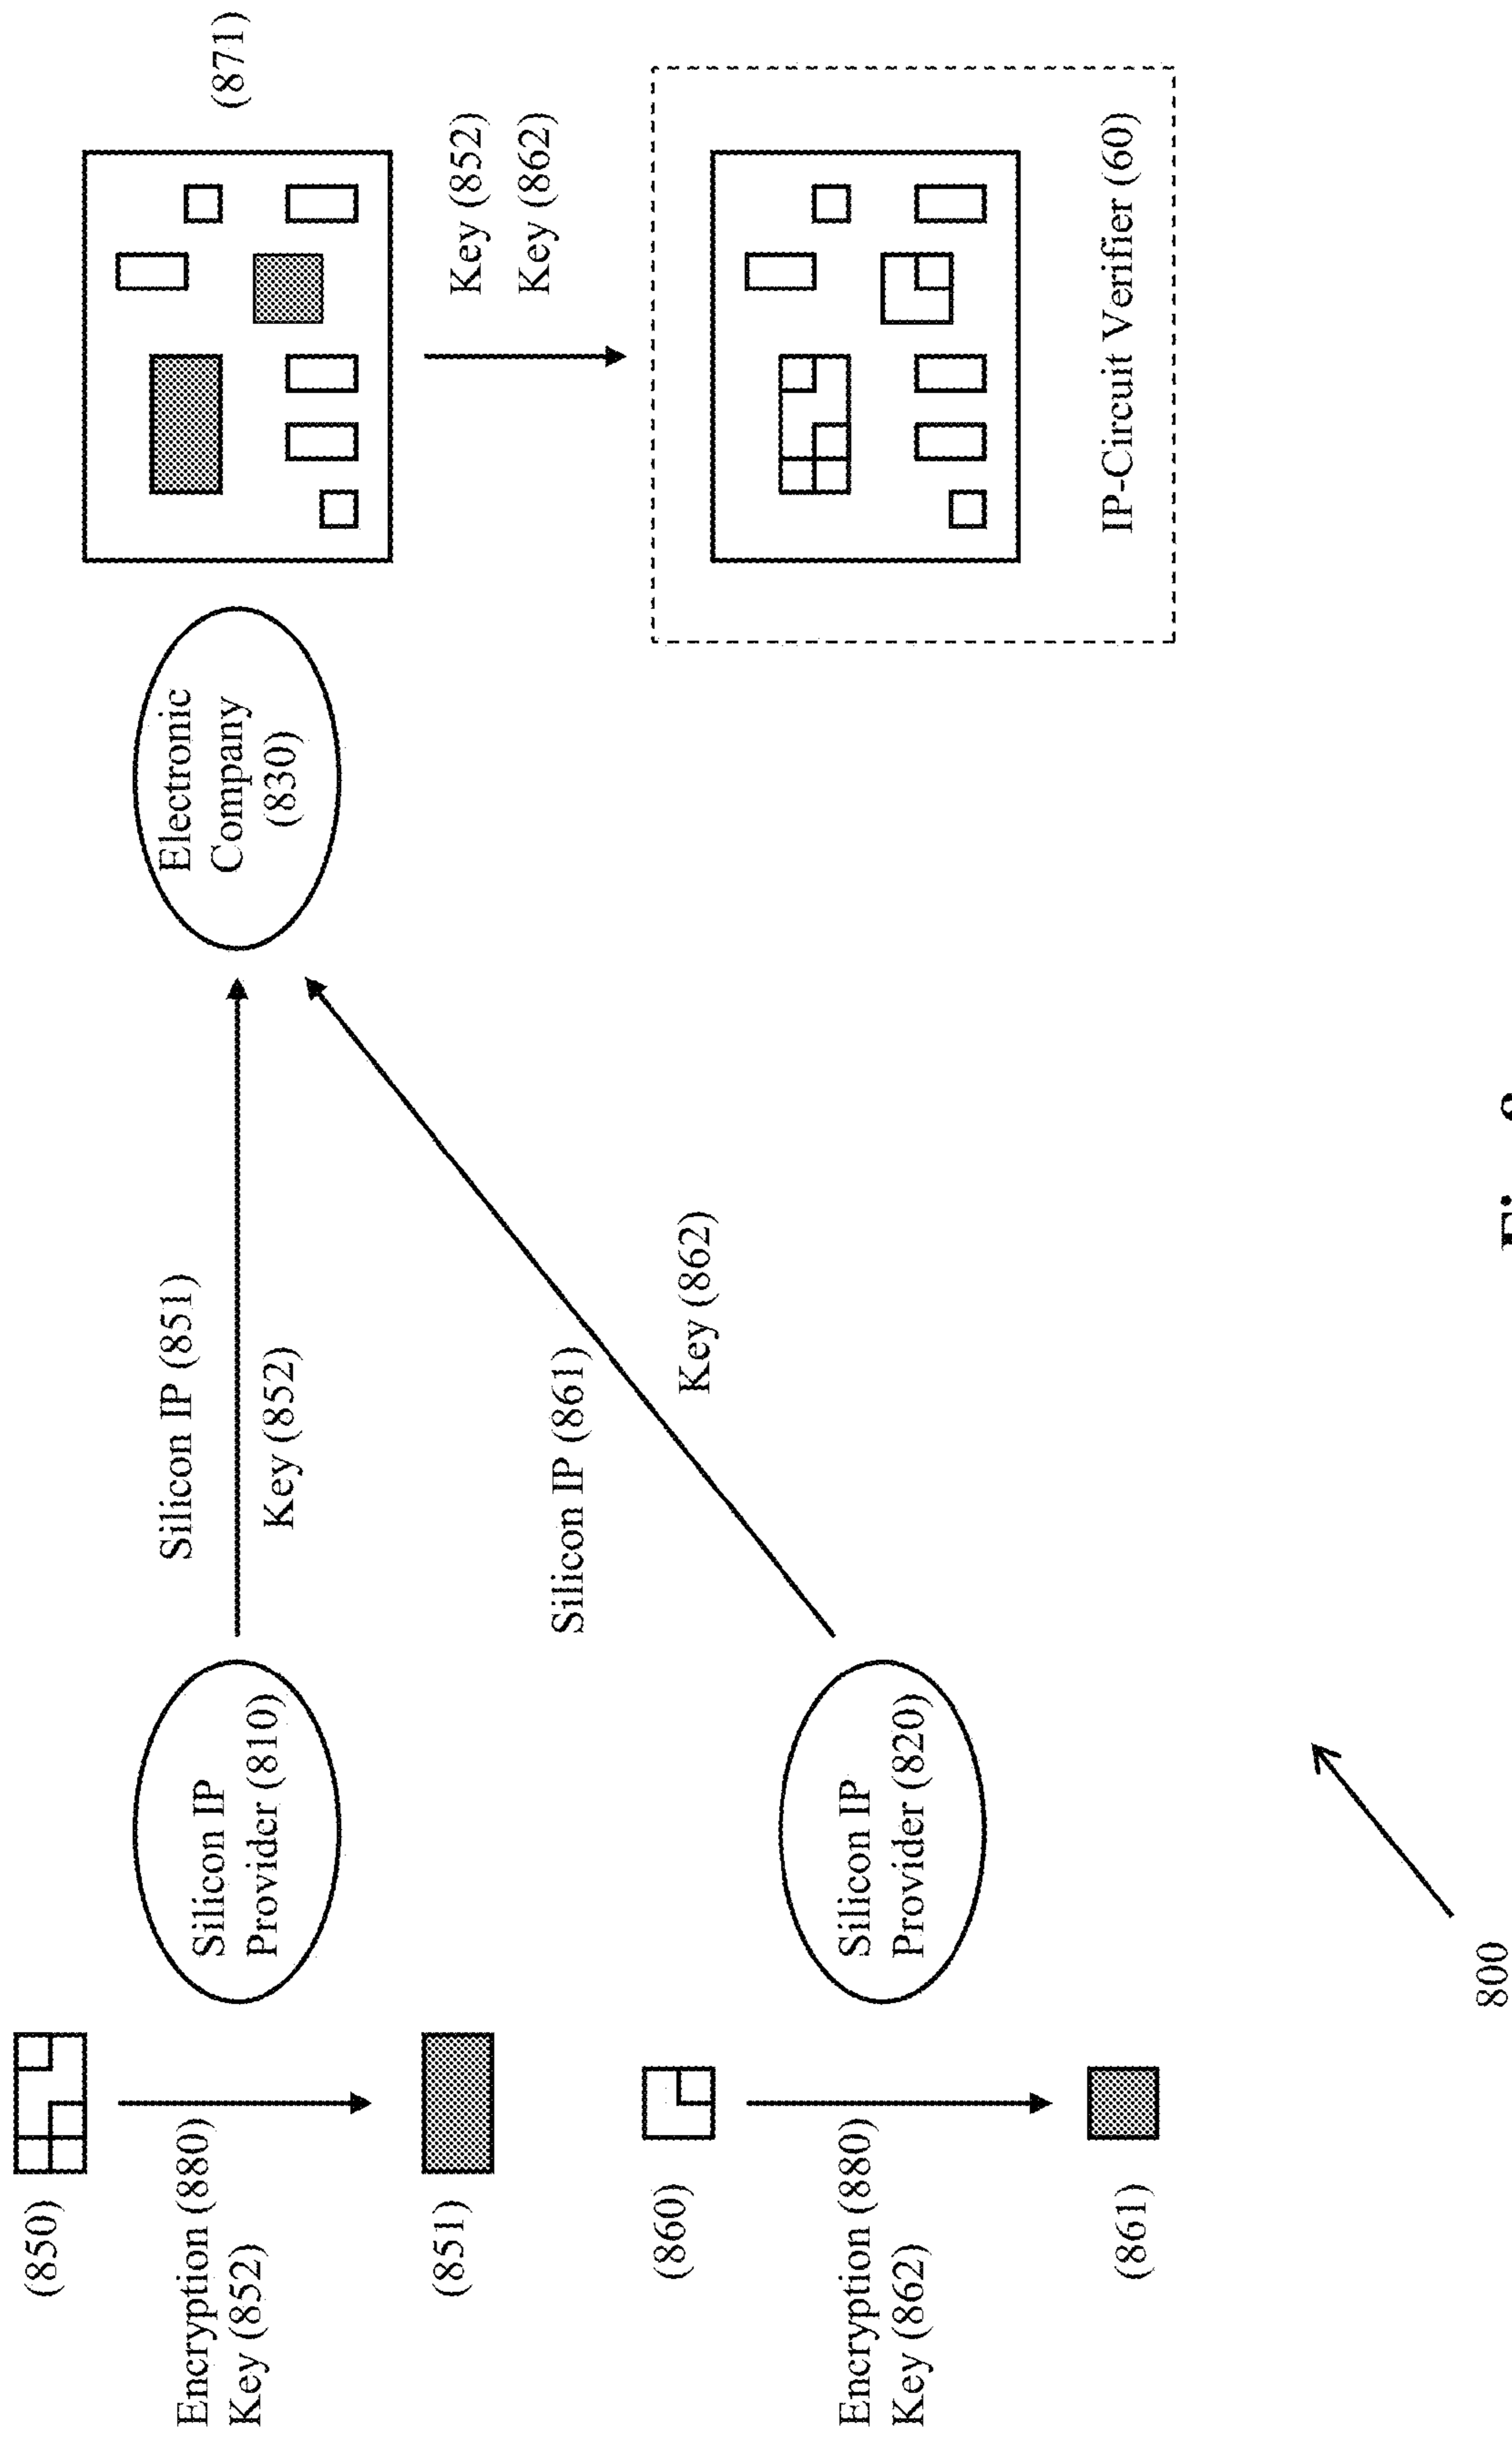 (850)
Encryption (880)
Key (852)
(851)
Silicon IP
Provider (810)
Silicon IP (851)
Key (852)
Electronic
Company
(830)
(871)
Key (852)
Key (862)
(860)
Encryption (880)
Key (862)
(861)
Silicon IP
Provider (820)
Silicon IP (861)
Key (862)
IP-Circuit Verifier (60)
800